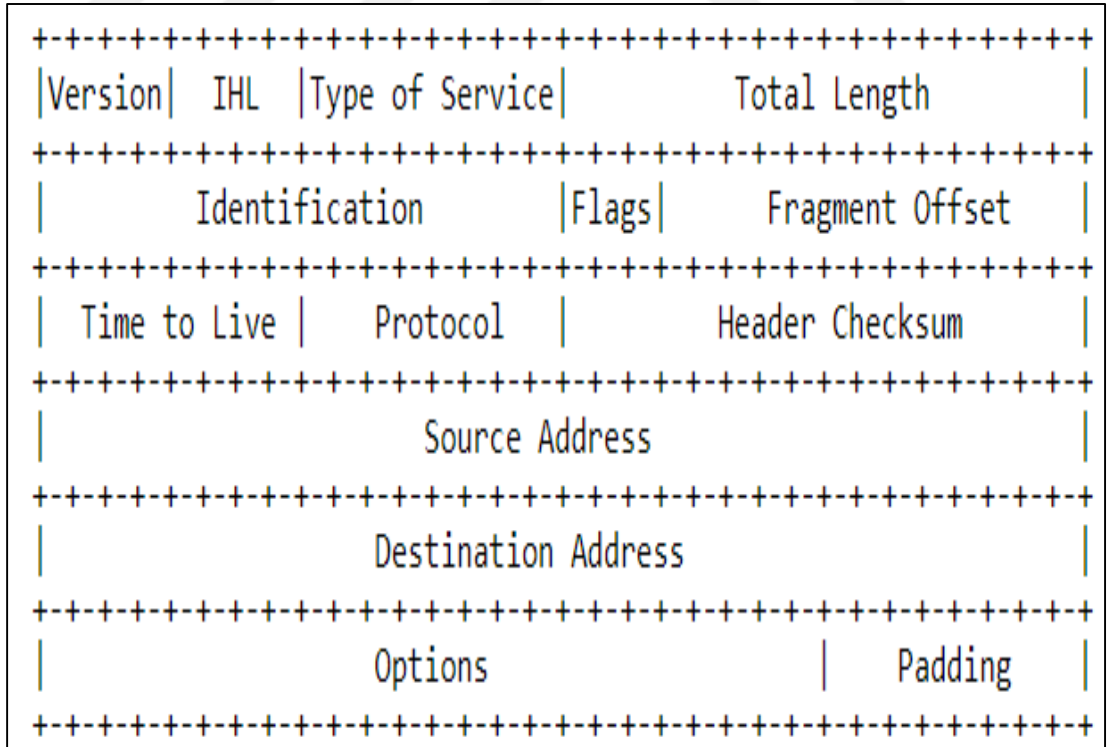 +-+-+-+-+-+-+-+-+-+-+-+-+-+-+-+-+-+-+-+-+-+-+-+-+-+-+-+-+-+-+-+-+
|Version|  IHL  |Type of Service|          Total Length         |
+-+-+-+-+-+-+-+-+-+-+-+-+-+-+-+-+-+-+-+-+-+-+-+-+-+-+-+-+-+-+-+-+
|         Identification        |Flags|      Fragment Offset    |
+-+-+-+-+-+-+-+-+-+-+-+-+-+-+-+-+-+-+-+-+-+-+-+-+-+-+-+-+-+-+-+-+
|  Time to Live |    Protocol   |         Header Checksum       |
+-+-+-+-+-+-+-+-+-+-+-+-+-+-+-+-+-+-+-+-+-+-+-+-+-+-+-+-+-+-+-+-+
|                       Source Address                          |
+-+-+-+-+-+-+-+-+-+-+-+-+-+-+-+-+-+-+-+-+-+-+-+-+-+-+-+-+-+-+-+-+
|                    Destination Address                        |
+-+-+-+-+-+-+-+-+-+-+-+-+-+-+-+-+-+-+-+-+-+-+-+-+-+-+-+-+-+-+-+-+
|                    Options                    |    Padding    |
+-+-+-+-+-+-+-+-+-+-+-+-+-+-+-+-+-+-+-+-+-+-+-+-+-+-+-+-+-+-+-+-+